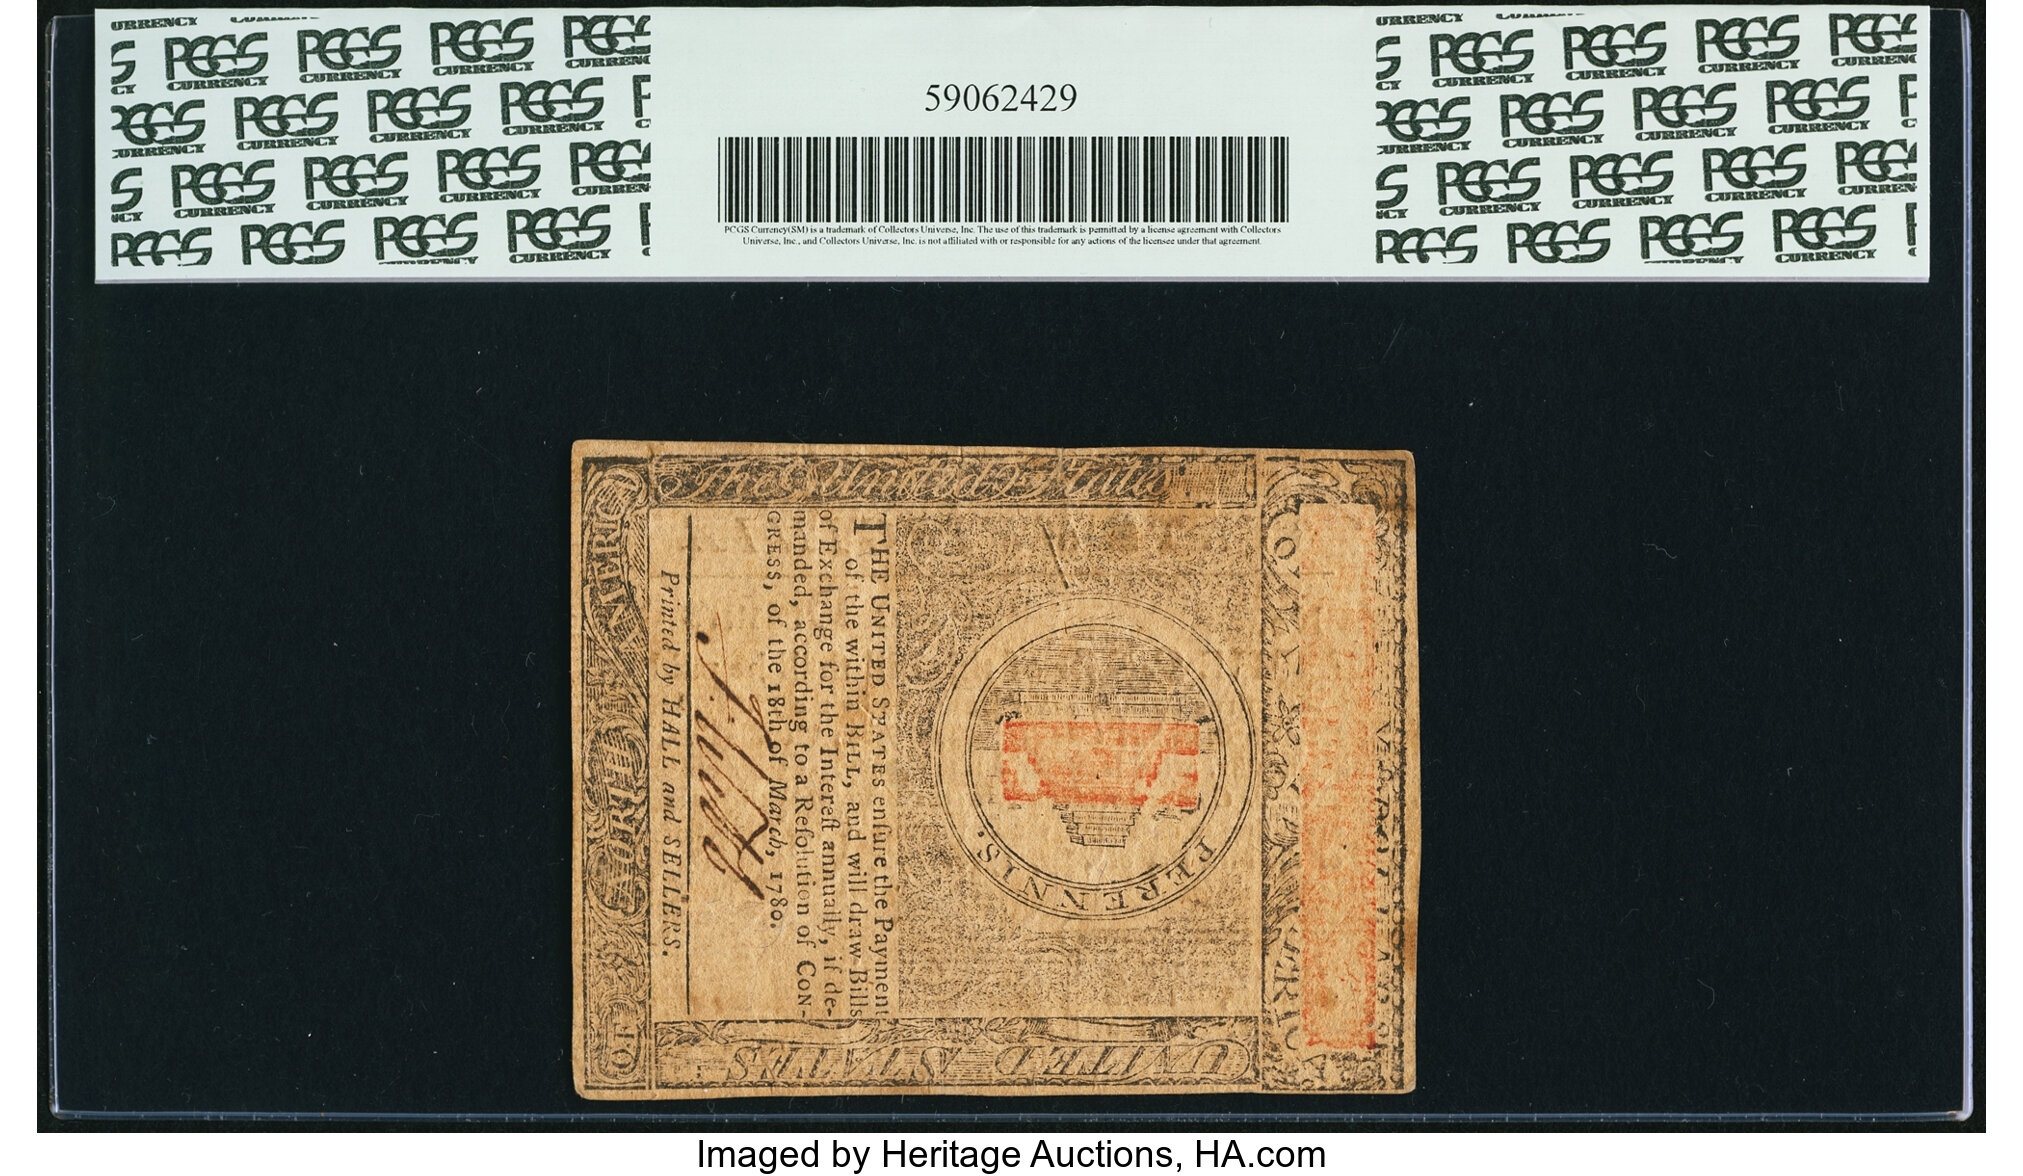 PCGS CURRENCY
59062429
PCGS Currency(SM) is a trademark of Collectors Universe, Inc. The use of this trademark is permitted by a license agreement with Collectors
Universe, Inc., and Collectors Universe, Inc. is not affiliated with or responsible for any actions of the licensee under that agreement.
The United States
OF AMERICA
PERENNIS.
THE UNITED STATES enſure the Payment
of the within BILL, and will draw Bills
of Exchange for the Intereſt annually, if de-
manded, according to a Reſolution of CON-
GRESS, of the 18th of March, 1780.
Printed by HALL and SELLERS.
UNITED STATES
Imaged by Heritage Auctions, HA.com